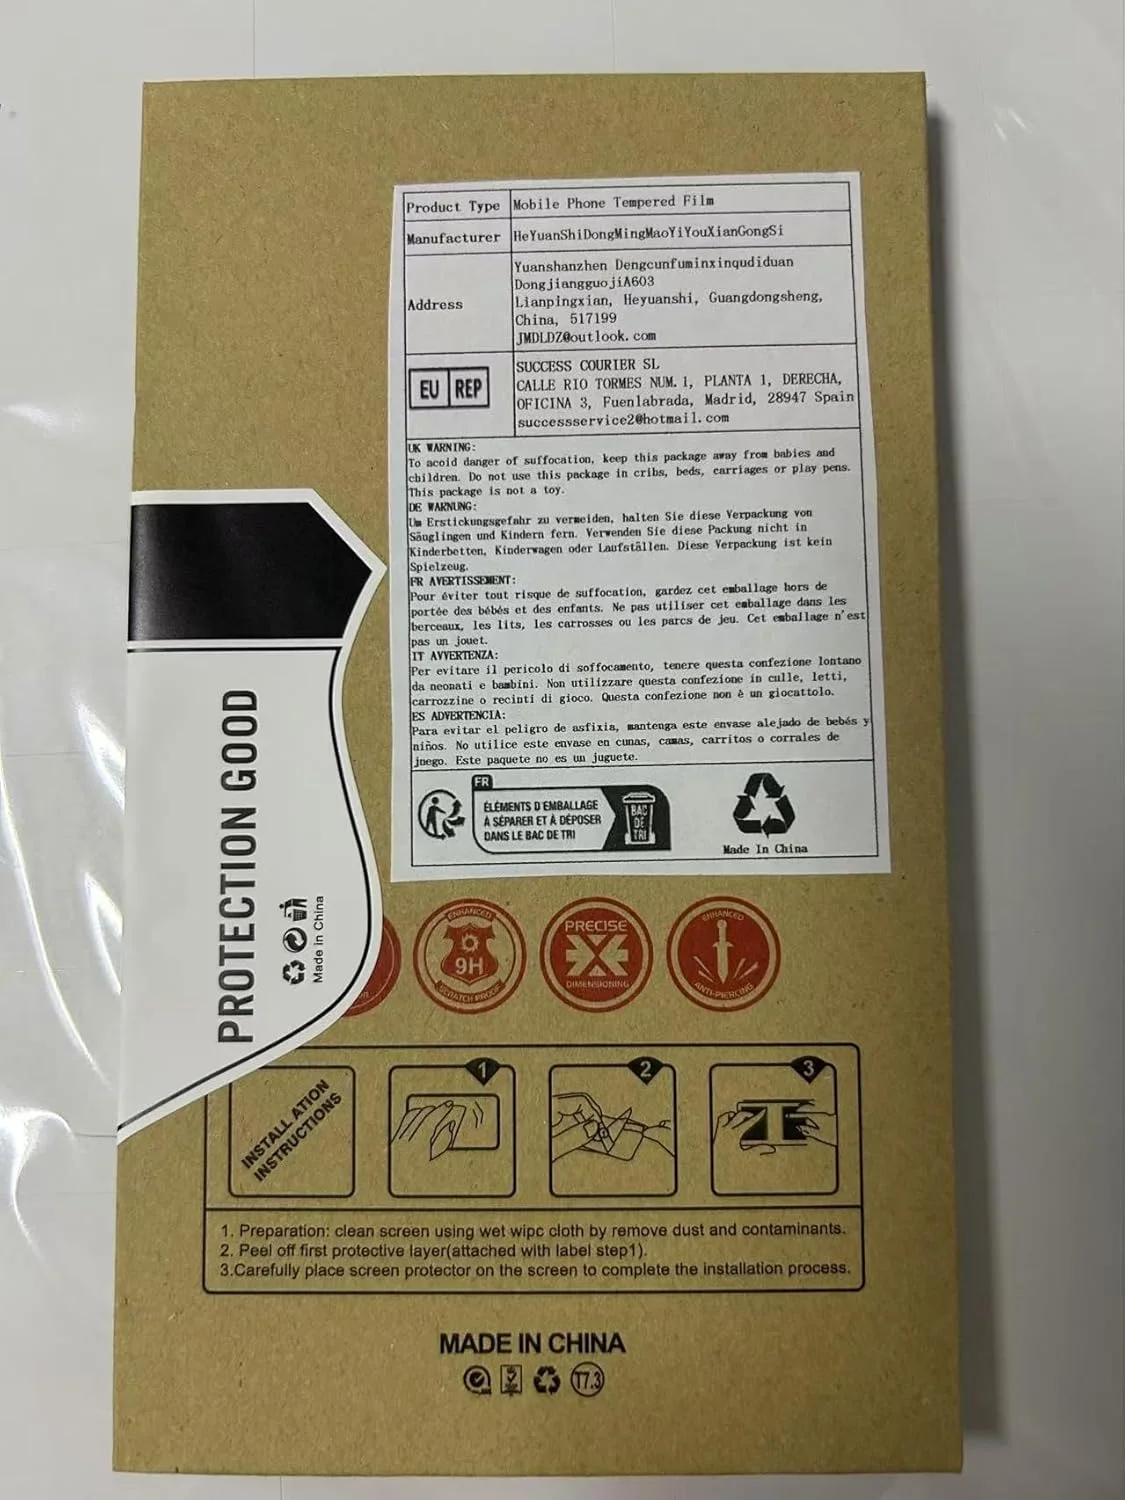 Product Type Mobile Phone Tempered Film
Manufacturer HeYuanShiDongMingMaoYiYouXianGongSi
Address
Yuanshanzhen Dengcunfuminxinqudiduan
DongjiangguojiA603
Lianpingxian, Heyuanshi, Guangdongsheng,
China, 517199
JMDLDZ@outlook.com
EU REP
SUCCESS COURIER SL
CALLE RIO TORMES NUM. 1, PLANTA 1, DERECHA,
OFICINA 3, Fuenlabrada, Madrid, 28947 Spain
successservice2@hotmail.com
UK WARNING:
To acoid danger of suffocation, keep this package away from babies and
children. Do not use this package in cribs, beds, carriages or play pens.
This package is not a toy.
DE WARNUNG:
Um Erstickungsgefahr zu vermeiden, halten Sie diese Verpackung von
Säuglingen und Kindern fern. Verwenden Sie diese Packung nicht in
Kinderbetten, Kinderwagen oder Laufställen. Diese Verpackung ist kein
Spielzeug.
FR AVERTISSEMENT:
Pour éviter tout risque de suffocation, gardez cet emballage hors de
portée des bébés et des enfants. Ne pas utiliser cet emballage dans les
berceaux, les lits, les carrosses ou les parcs de jeu. Cet emballage n'est
pas un jouet.
IT AVVERTENZA:
Per evitare il pericolo di soffocamento, tenere questa confezione lontano
da neonati e bambini. Non utilizzare questa confezione in culle, letti,
carrozzine o recinti di gioco. Questa confezione non è un giocattolo.
ES ADVERTENCIA:
Para evitar el peligro de asfixia, mantenga este envase alejado de bebés y
niños. No utilice este envase en cunas, camas, carritos o corrales de
juego. Este paquete no es un juguete.
FR
ÉLÉMENTS D'EMBALLAGE
À SÉPARER ET À DÉPOSER
DANS LE BAC DE TRI
BAC
DE
TRI
Made In China
PROTECTION GOOD
Made in China
ENHANCED
9H
SCRATCH PROOF
PRECISE
DIMENSIONING
ENHANCED
ANTI-PIERCING
INSTALLATION
INSTRUCTIONS
1
2
3
1. Preparation: clean screen using wet wipc cloth by remove dust and contaminants.
2. Peel off first protective layer(attached with label step1).
3.Carefully place screen protector on the screen to complete the installation process.
MADE IN CHINA
T7.3